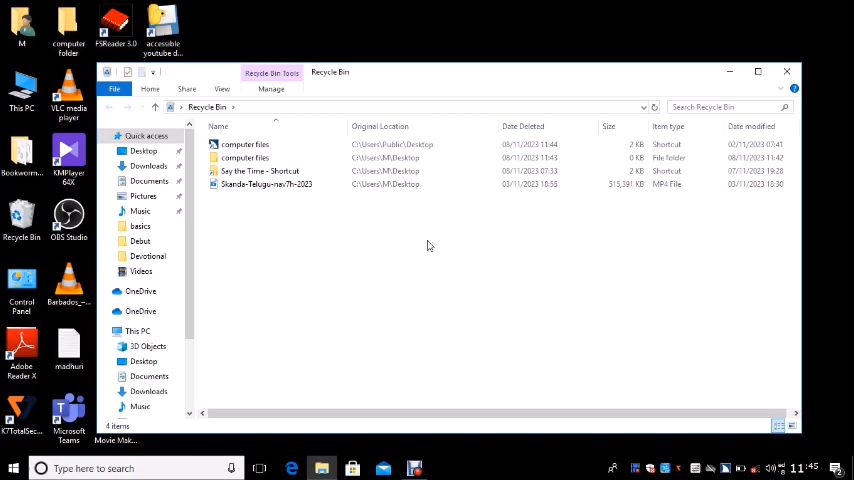 M
computer folder
FSReader 3.0
accessible youtube d...
This PC
VLC media player
Bookworm...
KMPlayer 64X
Recycle Bin
OBS Studio
Control Panel
Barbados_–...
Adobe Reader X
madhuri
K7TotalSec...
Microsoft Teams
Movie Mak...
Recycle Bin Tools
Recycle Bin
File
Home
Share
View
Manage
Recycle Bin
Search Recycle Bin
Name Original Location Date Deleted Size Item type Date modified
computer files C:\Users\Public\Desktop 08/11/2023 11:44 2 KB Shortcut 02/11/2023 07:41
computer files C:\Users\M\Desktop 08/11/2023 11:43 0 KB File folder 08/11/2023 11:42
Say the Time - Shortcut C:\Users\M\Desktop 08/11/2023 07:33 2 KB Shortcut 07/11/2023 19:28
Skanda-Telugu-nav7h-2023 C:\Users\M\Desktop 03/11/2023 18:55 515,391 KB MP4 File 03/11/2023 18:30
Quick access
Desktop
Downloads
Documents
Pictures
Music
basics
Debut
Devotional
Videos
OneDrive
OneDrive
This PC
3D Objects
Desktop
Documents
Downloads
Music
4 items
Type here to search
11:45
2